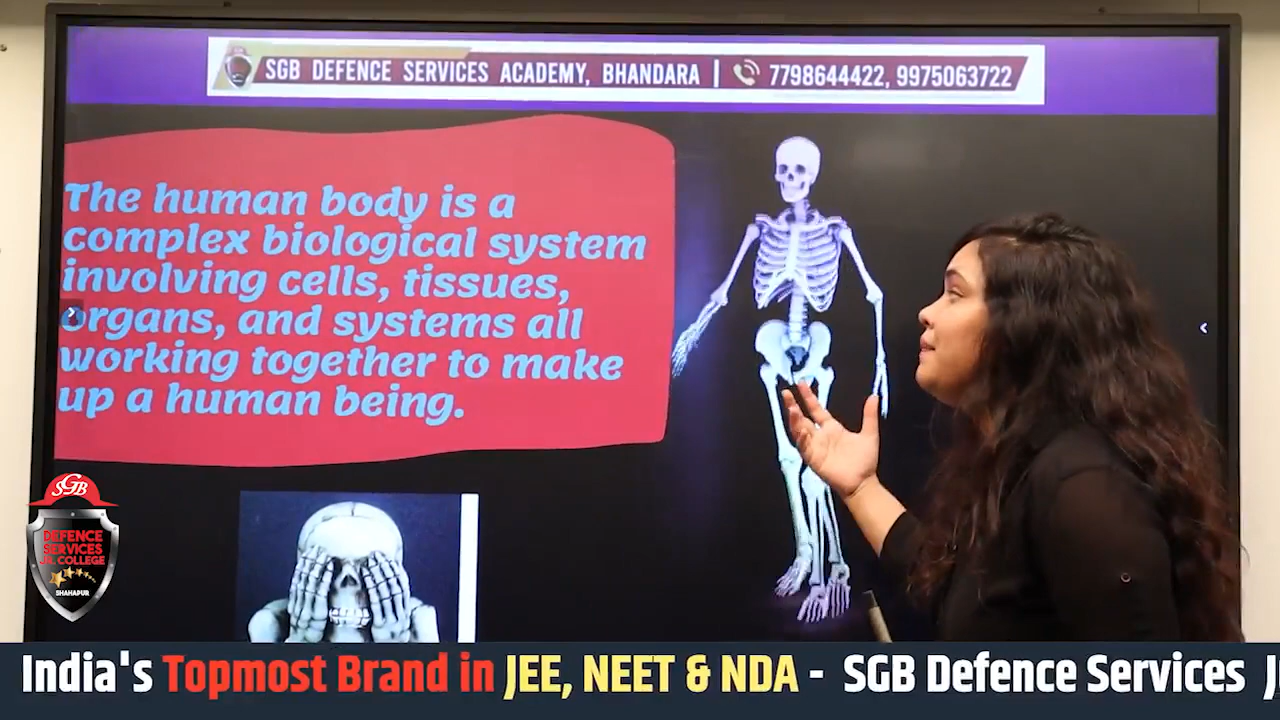 SGB DEFENCE SERVICES ACADEMY, BHANDARA | 7798644422, 9975063722
The human body is a
complex biological system
involving cells, tissues,
organs, and systems all
working together to make
up a human being.
SGB
DEFENCE
SERVICES
JR. COLLEGE
SHAHAPUR
India's Topmost Brand in JEE, NEET & NDA - SGB Defence Services